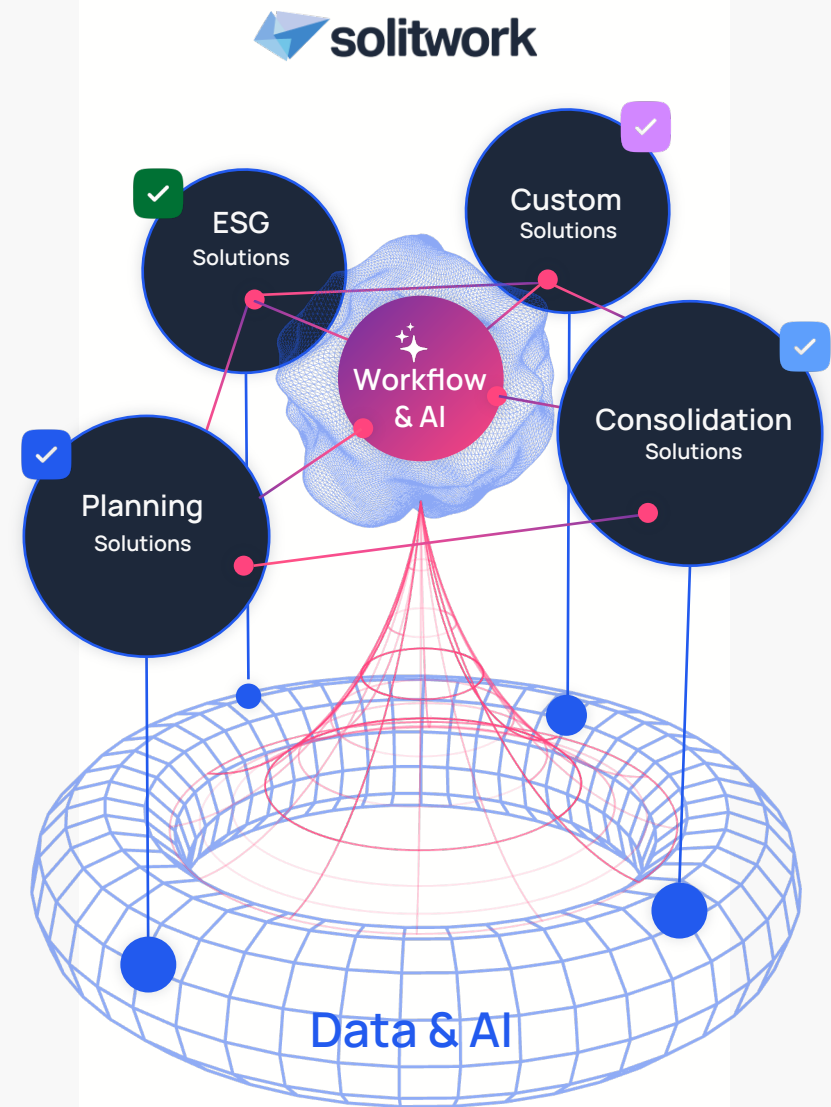 solitwork
Custom
Solutions
ESG
Solutions
Workflow
& AI
Consolidation
Solutions
Planning
Solutions
Data & AI